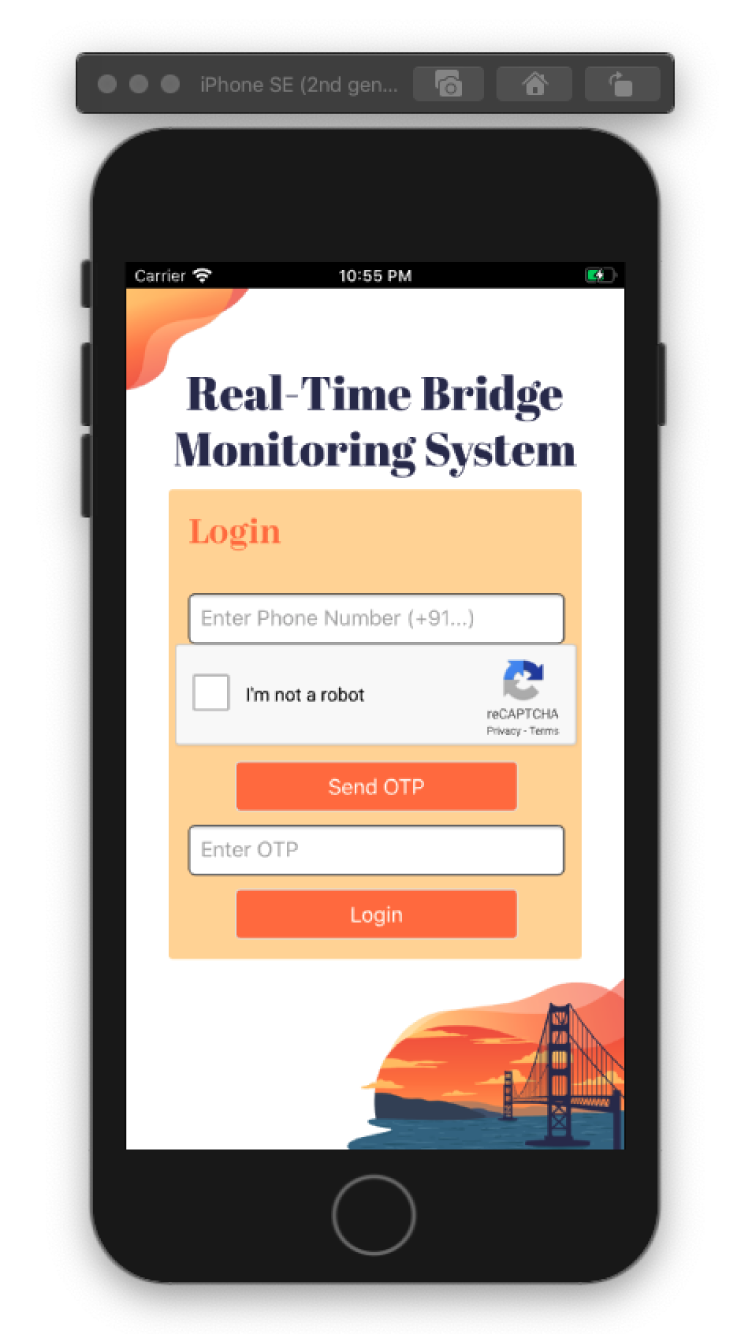 iPhone SE (2nd gen...
Carrier
10:55 PM
Real-Time Bridge
Monitoring System
Login
Enter Phone Number (+91...)
I'm not a robot
reCAPTCHA
Privacy - Terms
Send OTP
Enter OTP
Login